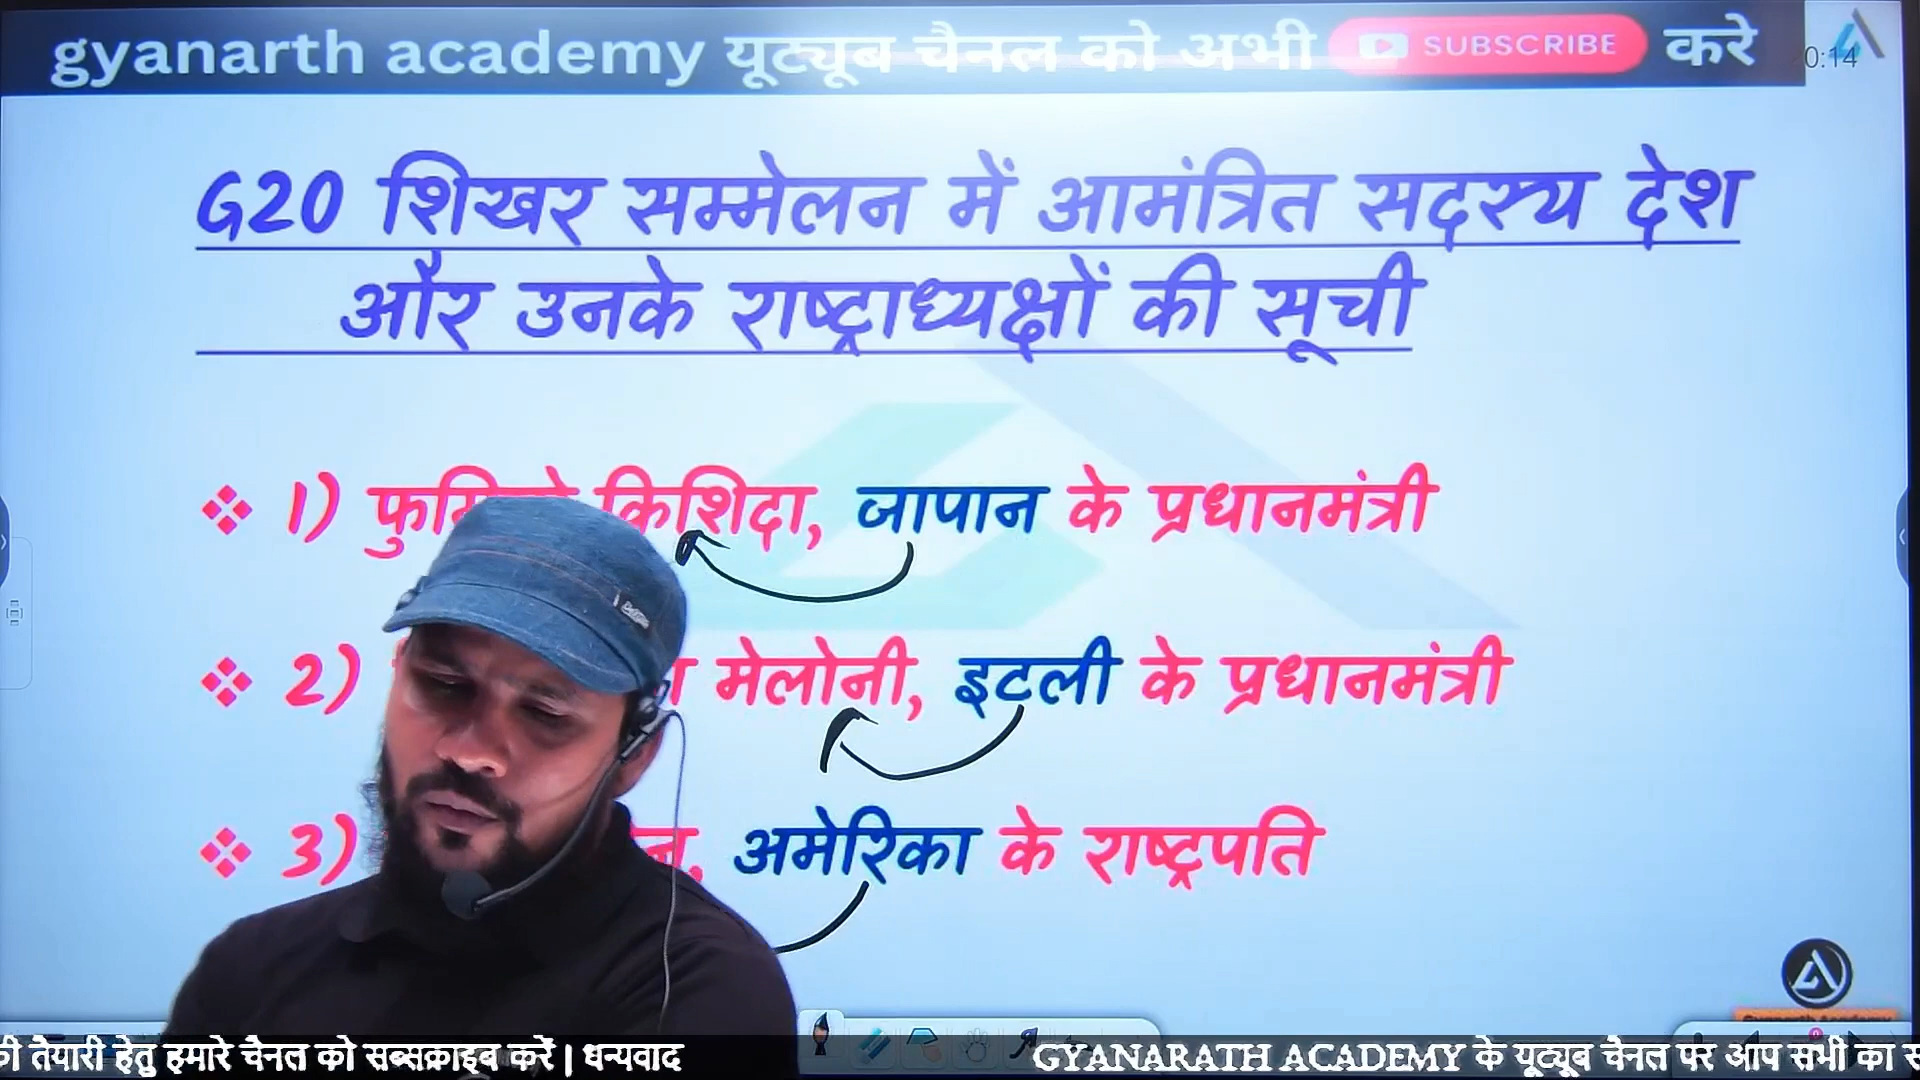 gyanarth academy यूट्यूब चैनल को अभी SUBSCRIBE करे
0:14
G20 शिखर सम्मेलन में आमंत्रित सदस्य देश
और उनके राष्ट्राध्यक्षों की सूची
1) किशिदा, जापान के प्रधानमंत्री
2) मेलोनी, इटली के प्रधानमंत्री
3) अमेरिका के राष्ट्रपति
की तैयारी हेतु हमारे चैनल को सब्सक्राइब करें | धन्यवाद
GYANARATH ACADEMY के यूट्यूब चैनल पर आप सभी का